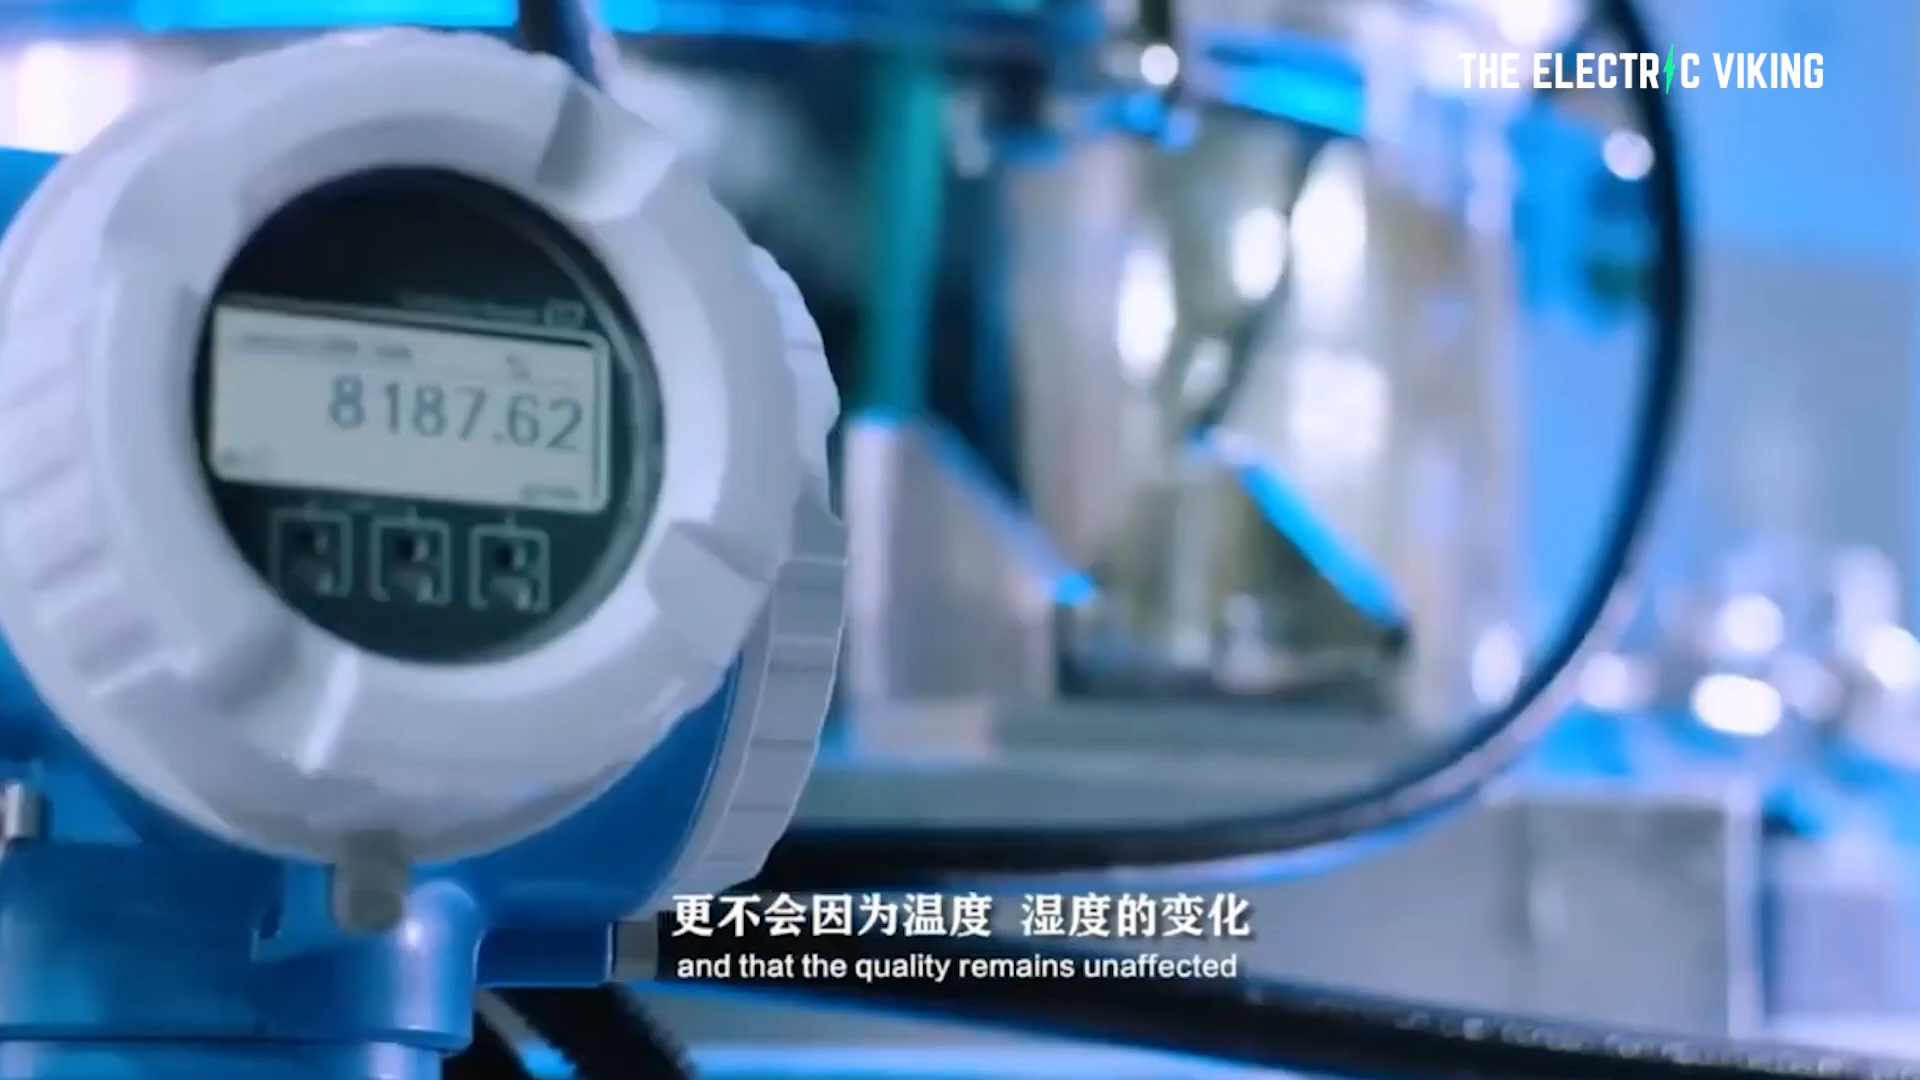 THE ELECTRIC VIKING
8187.62
更不会因为温度 湿度的变化
and that the quality remains unaffected